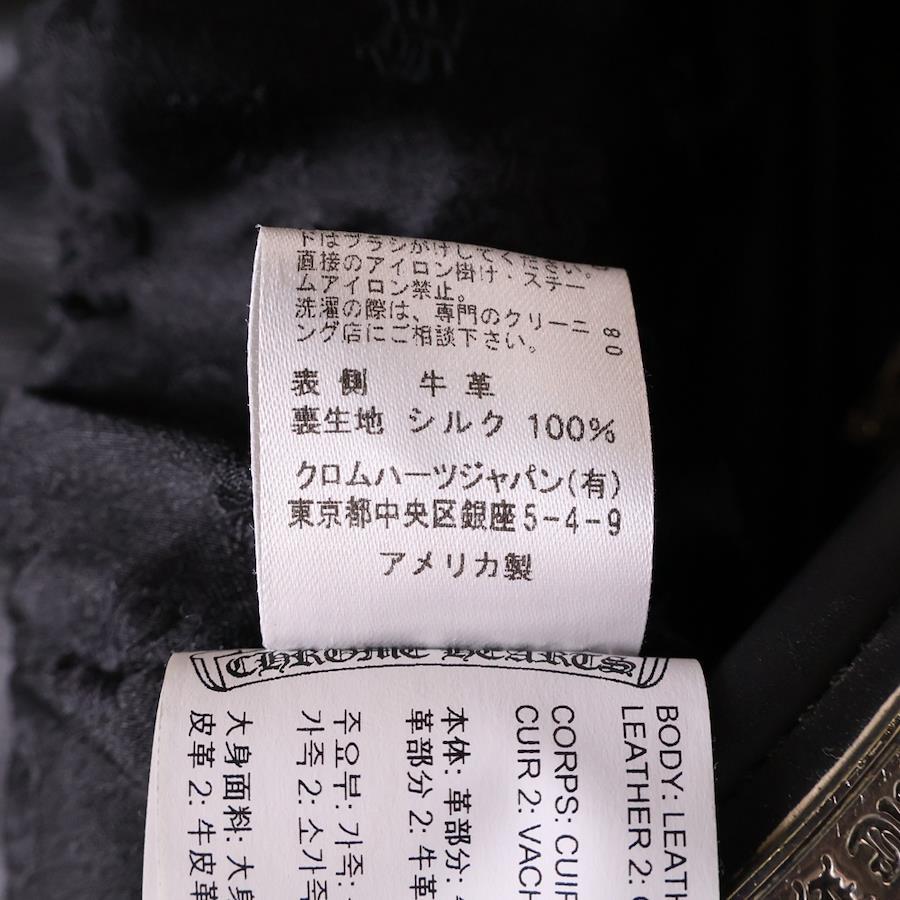 ドはブラシがけしてください。
直接のアイロン掛け・スチー
ムアイロン禁止。
洗濯の際は、専門のクリーニ
ング店にご相談下さい。
80
表側 牛革
裏生地 シルク 100%
クロムハーツジャパン(有)
東京都中央区銀座5-4-9
アメリカ製
CHROME HEARTS
BODY: LEATH
LEATHER 2:
CORPS: CUIR
CUIR 2: VACH
本体: 革部分:
革部分 2: 牛革
주요부: 가죽:
가죽 2: 소가죽
大身面料: 大身
皮革 2: 牛皮革